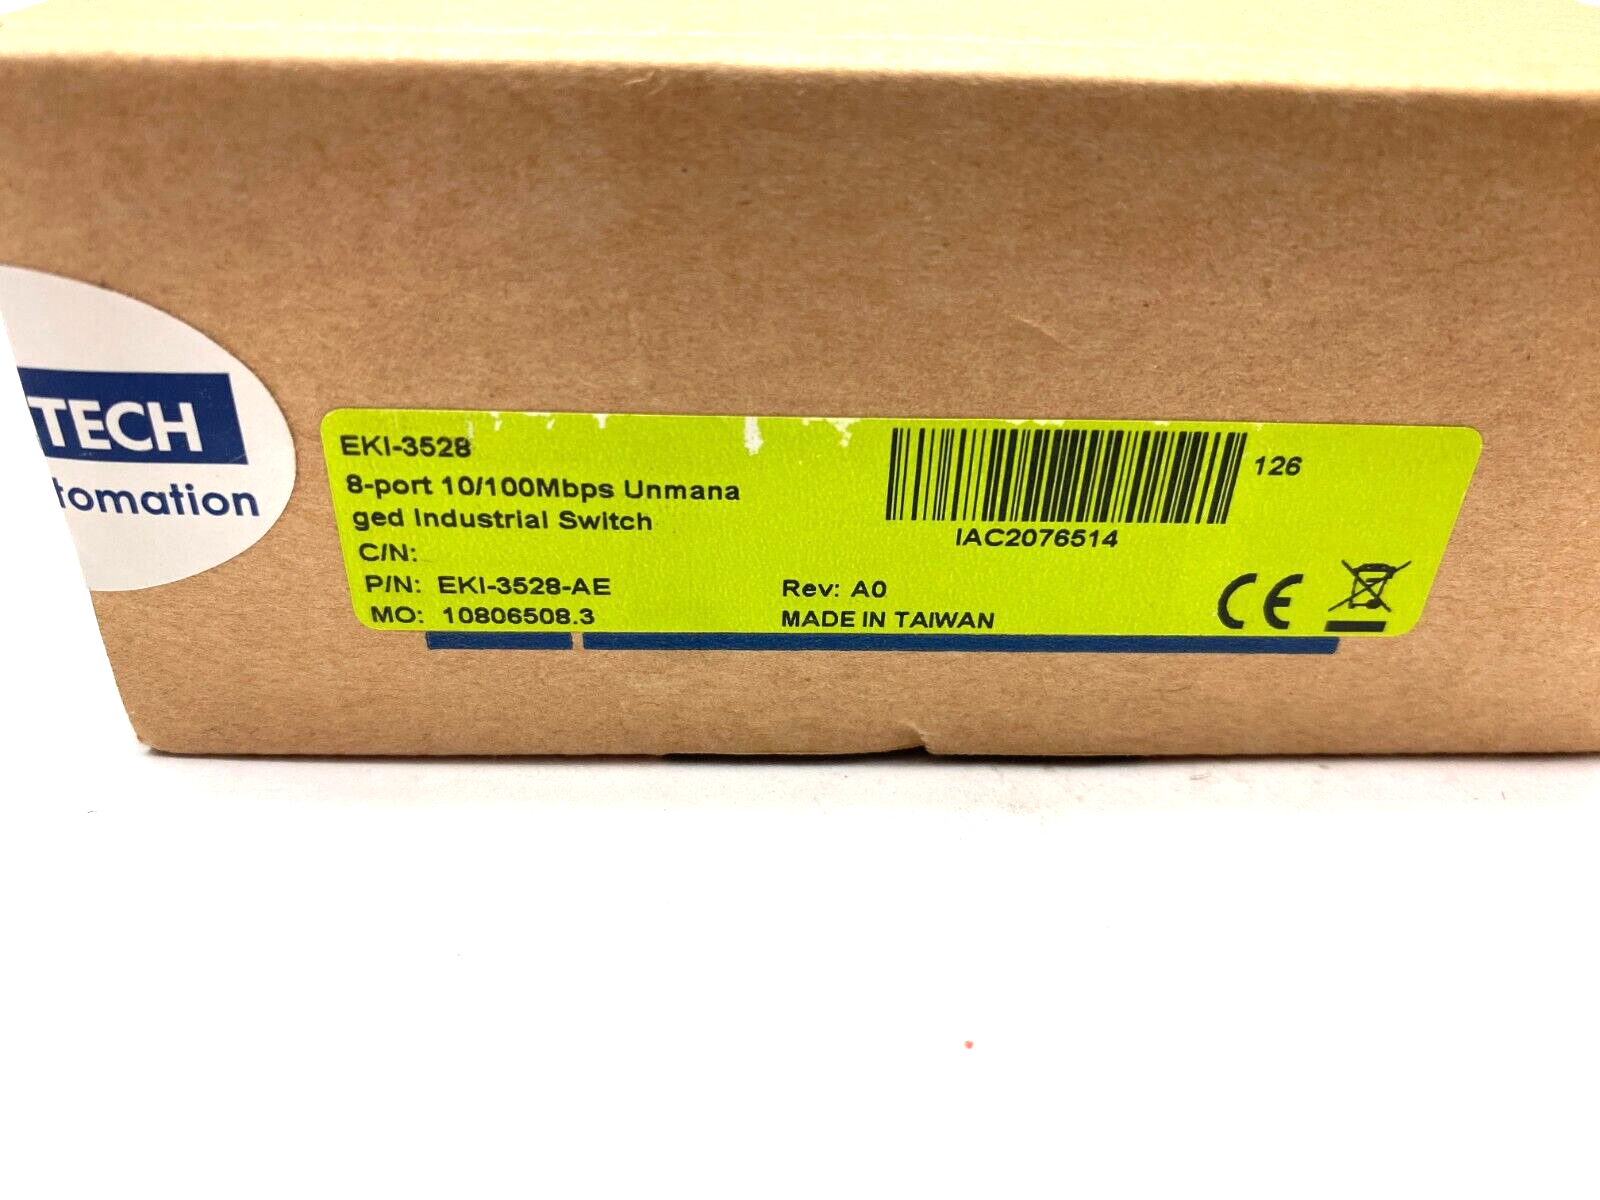 TECH
tomation
EKI-3528
8-port 10/100Mbps Unmana
ged Industrial Switch
C/N:
P/N: EKI-3528-AE
MO: 10806508.3
126
IAC2076514
Rev: A0
MADE IN TAIWAN
CE